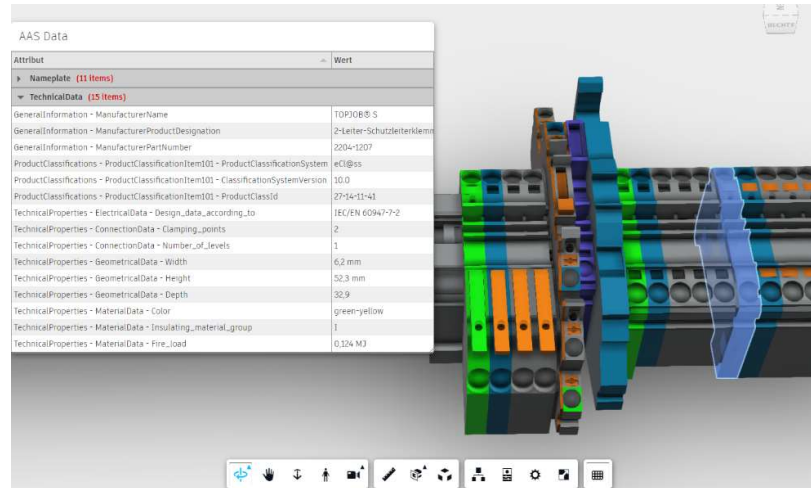 AAS Data
Attribut Wert
Nameplate (11 items)
TechnicalData (15 items)
GeneralInformation - ManufacturerName TOPJOB® S
GeneralInformation - ManufacturerProductDesignation 2-Leiter-Schutzleiterklemm
GeneralInformation - ManufacturerPartNumber 2204-1207
ProductClassifications - ProductClassificationItem101 - ProductClassificationSystem eCl@ss
ProductClassifications - ProductClassificationItem101 - ClassificationSystemVersion 10.0
ProductClassifications - ProductClassificationItem101 - ProductClassId 27-14-11-41
TechnicalProperties - ElectricalData - Design_data_according_to IEC/EN 60947-7-2
TechnicalProperties - ConnectionData - Clamping_points 2
TechnicalProperties - ConnectionData - Number_of_levels 1
TechnicalProperties - GeometricalData - Width 6,2 mm
TechnicalProperties - GeometricalData - Height 52,3 mm
TechnicalProperties - GeometricalData - Depth 32,9
TechnicalProperties - MaterialData - Color green-yellow
TechnicalProperties - MaterialData - Insulating_material_group I
TechnicalProperties - MaterialData - Fire_load 0,124 MJ